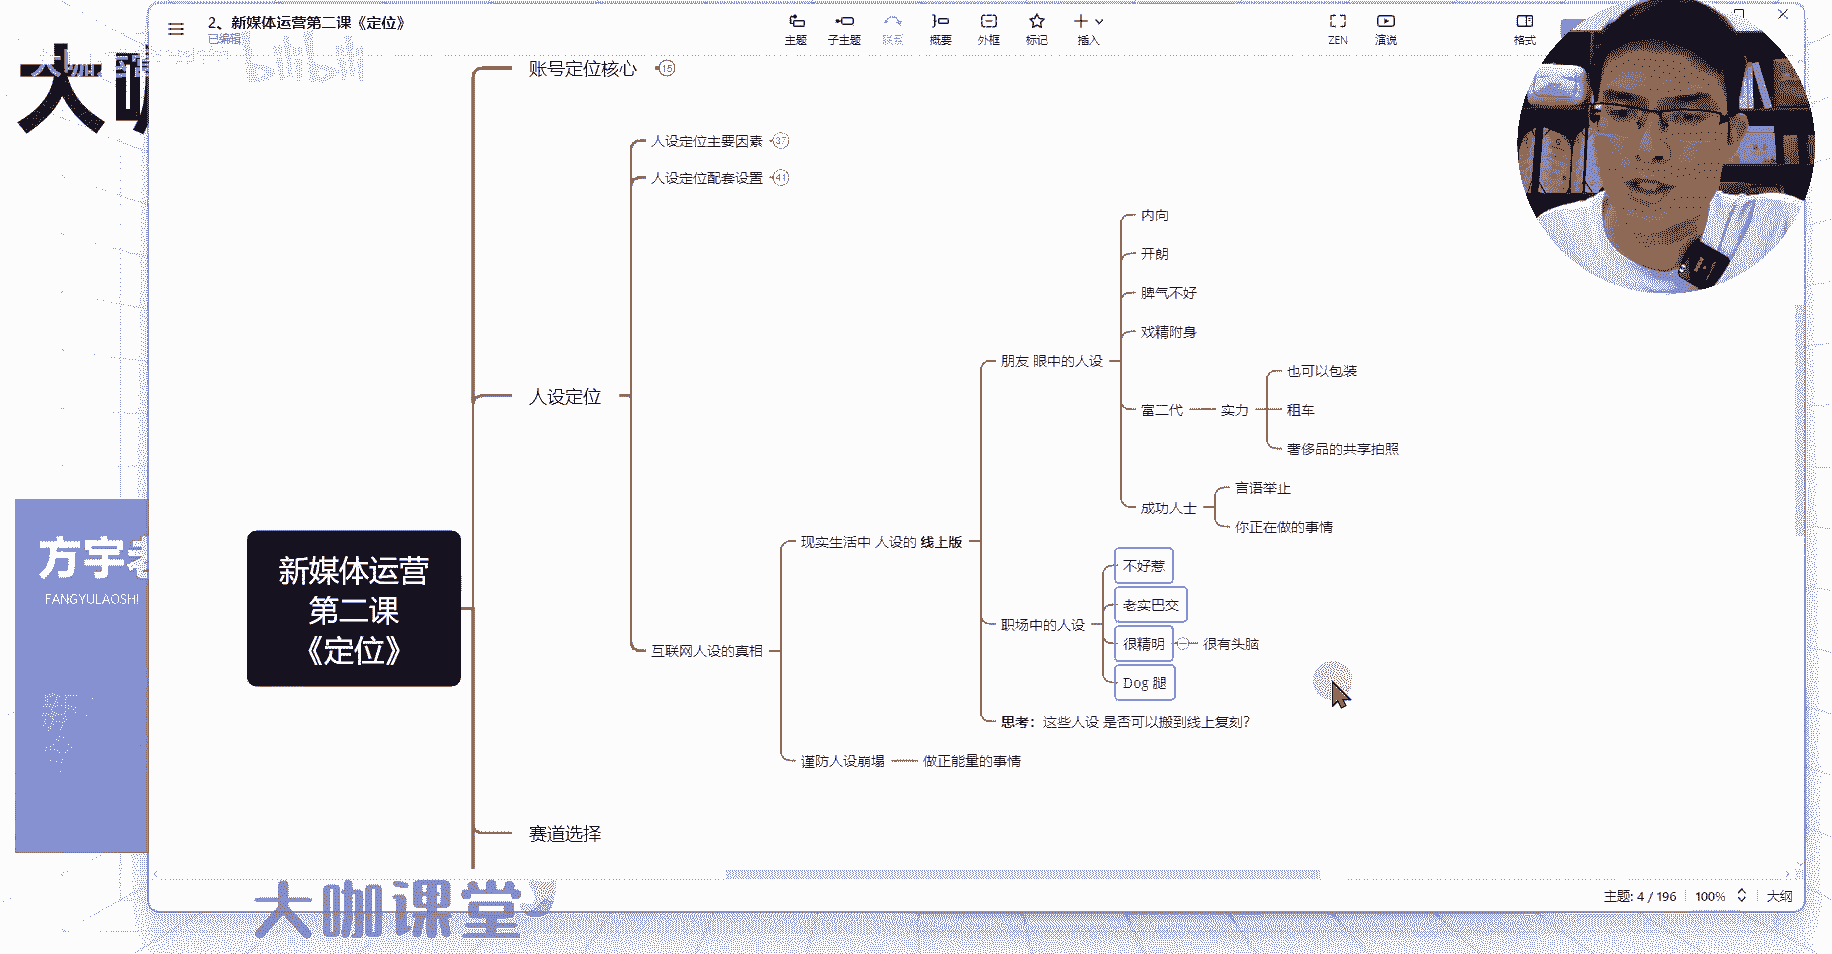 2、新媒体运营第二课《定位》
已编辑
主题
子主题
联系
概要
外框
标记
插入
ZEN
演说
格式
bilibili
大咖
账号定位核心
15
人设定位主要因素
37
人设定位配套设置
41
内向
开朗
脾气不好
戏精附身
朋友 眼中的人设
也可以包装
富二代
实力
租车
奢侈品的共享拍照
人设定位
言语举止
成功人士
你正在做的事情
现实生活中 人设的 线上版
不好惹
老实巴交
职场中的人设
很精明
很有头脑
Dog 腿
互联网人设的真相
思考：这些人设 是否可以搬到线上复刻？
谨防人设崩塌
做正能量的事情
新媒体运营
第二课
《定位》
赛道选择
方宇老
FANGYULAOSHI
大咖课堂
主题: 4 / 196
100%
大纲